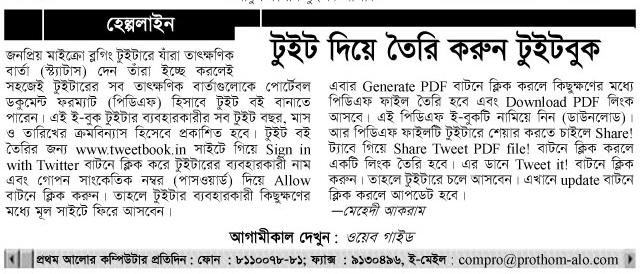 হেল্পলাইন
টুইট দিয়ে তৈরি করুন টুইটবুক
জনপ্রিয় মাইক্রো ব্লগিং টুইটারে যাঁরা তাৎক্ষণিক
বার্তা (স্ট্যাটাস) দেন তাঁরা ইচ্ছে করলেই
সহজেই টুইটারের সব তাৎক্ষণিক বার্তাগুলোকে পোর্টেবল
ডকুমেন্ট ফরম্যাট (পিডিএফ) হিসাবে টুইট বই বানাতে
পারেন। এই ই-বুক টুইটার ব্যবহারকারীর সব টুইট বছর, মাস
ও তারিখের ক্রমবিন্যাস হিসেবে প্রকাশিত হবে। টুইট বই
তৈরির জন্য www.tweetbook.in সাইটে গিয়ে Sign in
with Twitter বাটনে ক্লিক করে টুইটারের ব্যবহারকারী নাম
এবং গোপন সাংকেতিক নম্বর (পাসওয়ার্ড) দিয়ে Allow
বাটনে ক্লিক করুন। তাহলে টুইটার ব্যবহারকারী কিছুক্ষণের
মধ্যে মূল সাইটে ফিরে আসবেন।
এবার Generate PDF বাটনে ক্লিক করলে কিছুক্ষণের মধ্যে
পিডিএফ ফাইল তৈরি হবে এবং Download PDF লিংক
আসবে। এই পিডিএফ ই-বুকটি নামিয়ে নিন (ডাউনলোড)।
আর পিডিএফ ফাইলটি টুইটারে শেয়ার করতে চাইলে Share!
ট্যাবে গিয়ে Share Tweet PDF file! বাটনে ক্লিক করলে
একটি লিংক তৈরি হবে। এর ডানে Tweet it! বাটনে ক্লিক
করুন। তাহলে টুইটারে চলে আসবেন। এখানে update বাটনে
ক্লিক করলে আপডেট হবে।
—মেহেদী আকরাম
আগামীকাল দেখুন : ওয়েব গাইড
প্রথম আলোর কম্পিউটার প্রতিদিন : ফোন : ৮১১০০৭৮-৮১; ফ্যাক্স : ৯১৩০৪৯৬, ই-মেইল : compro@prothom-alo.com